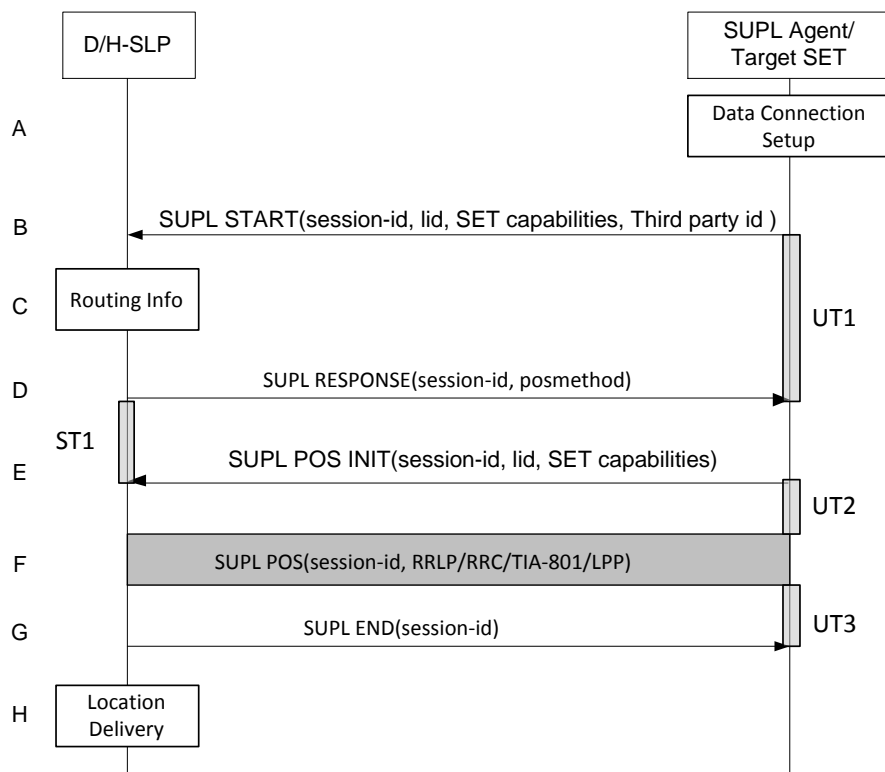 D/H-SLP
SUPL Agent/
Target SET
A
Data Connection
Setup
B
SUPL START(session-id, lid, SET capabilities, Third party id )
C
Routing Info
UT1
D
SUPL RESPONSE(session-id, posmethod)
ST1
E
SUPL POS INIT(session-id, lid, SET capabilities)
UT2
F
SUPL POS(session-id, RRLP/RRC/TIA-801/LPP)
G
SUPL END(session-id)
UT3
H
Location
Delivery